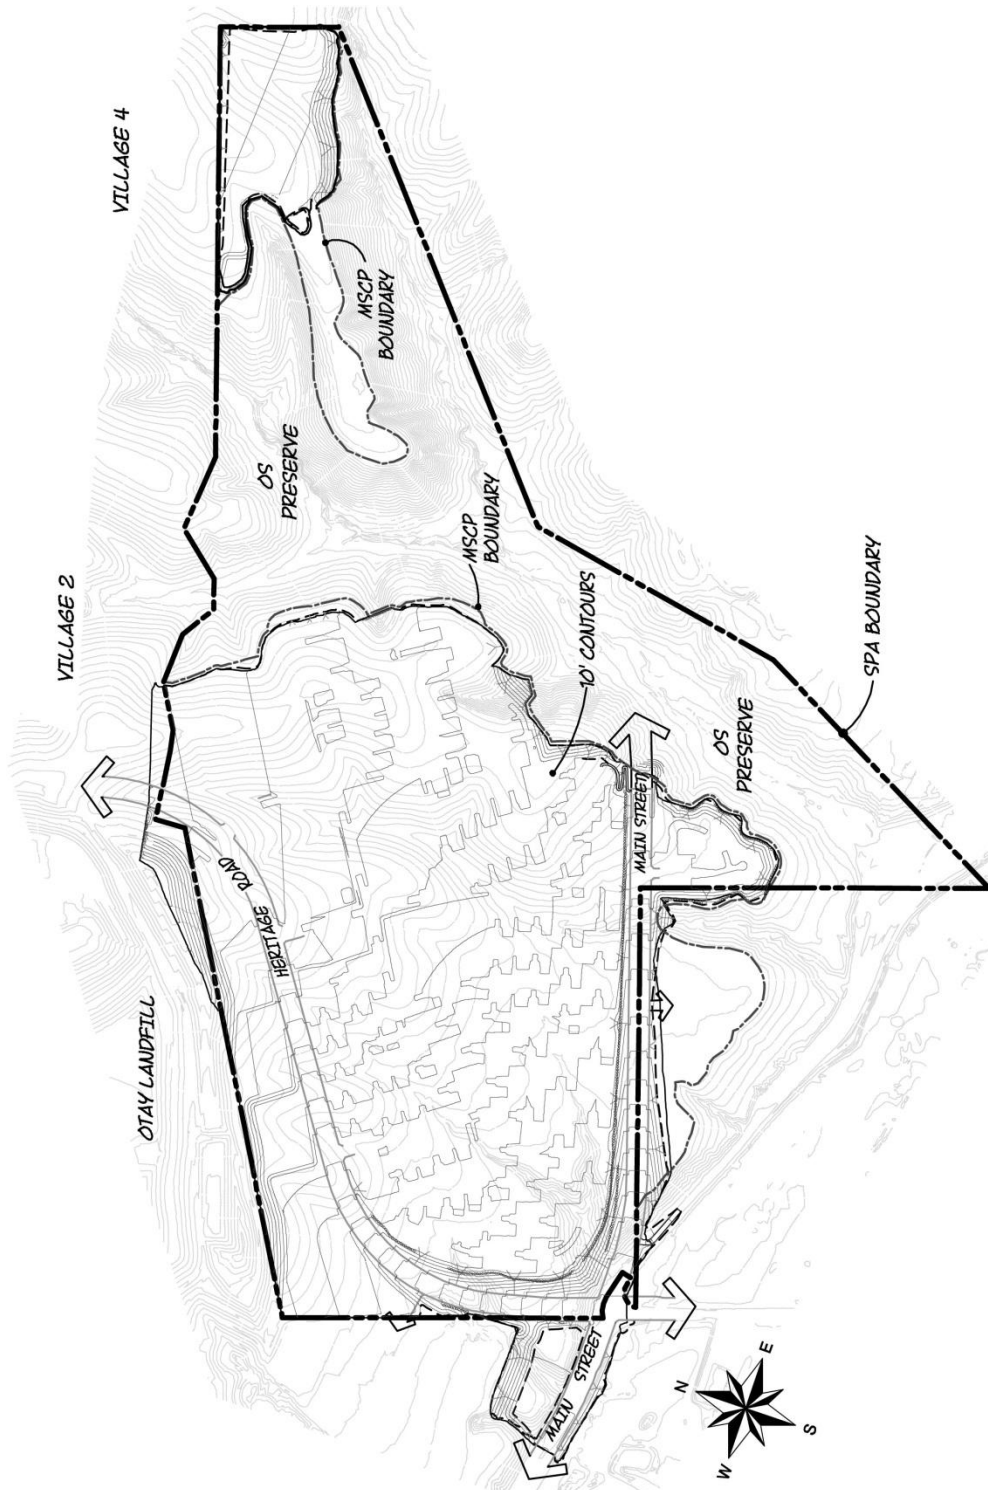 VILLAGE 4
MSCP
BOUNDARY
OS
PRESERVE
MSCP
BOUNDARY
VILLAGE 2
10' CONTOURS
SPA BOUNDARY
OS
PRESERVE
MAIN STREET
HERITAGE ROAD
OTAY LANDFILL
MAIN STREET
N
E
S
W